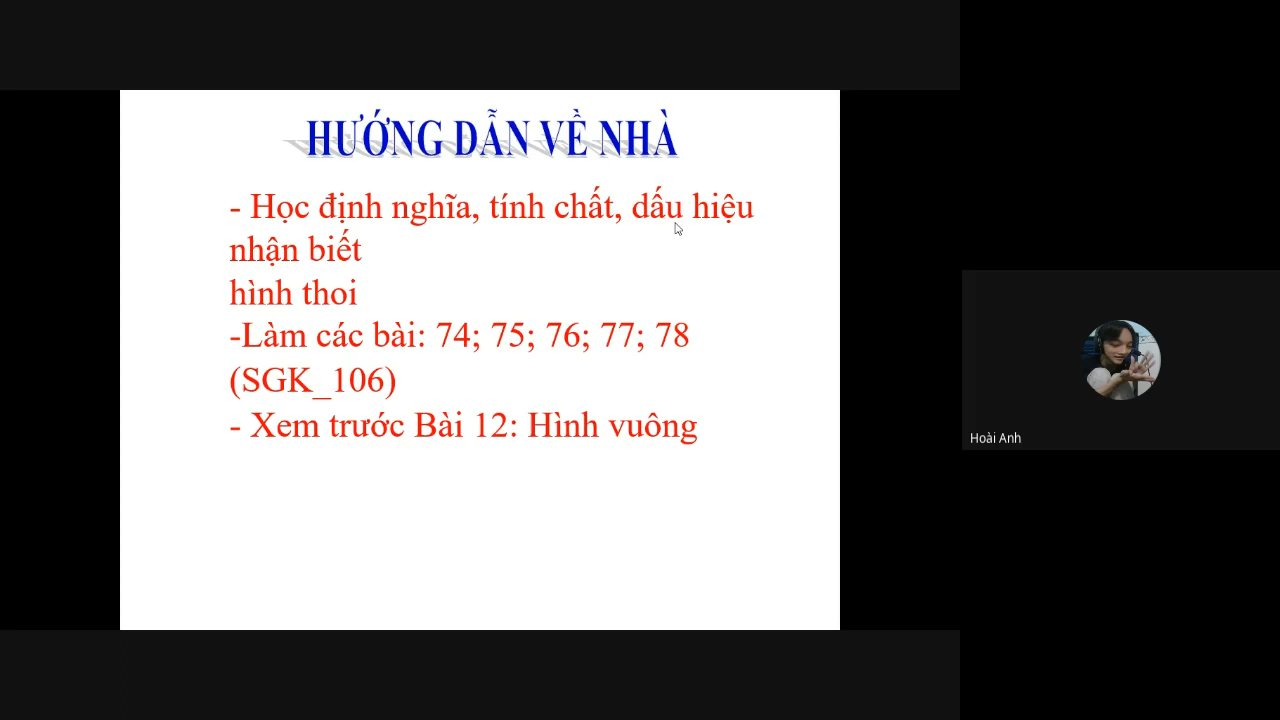 HƯỚNG DẪN VỀ NHÀ
- Học định nghĩa, tính chất, dấu hiệu
nhận biết
hình thoi
-Làm các bài: 74; 75; 76; 77; 78
(SGK_106)
- Xem trước Bài 12: Hình vuông
Hoài Anh